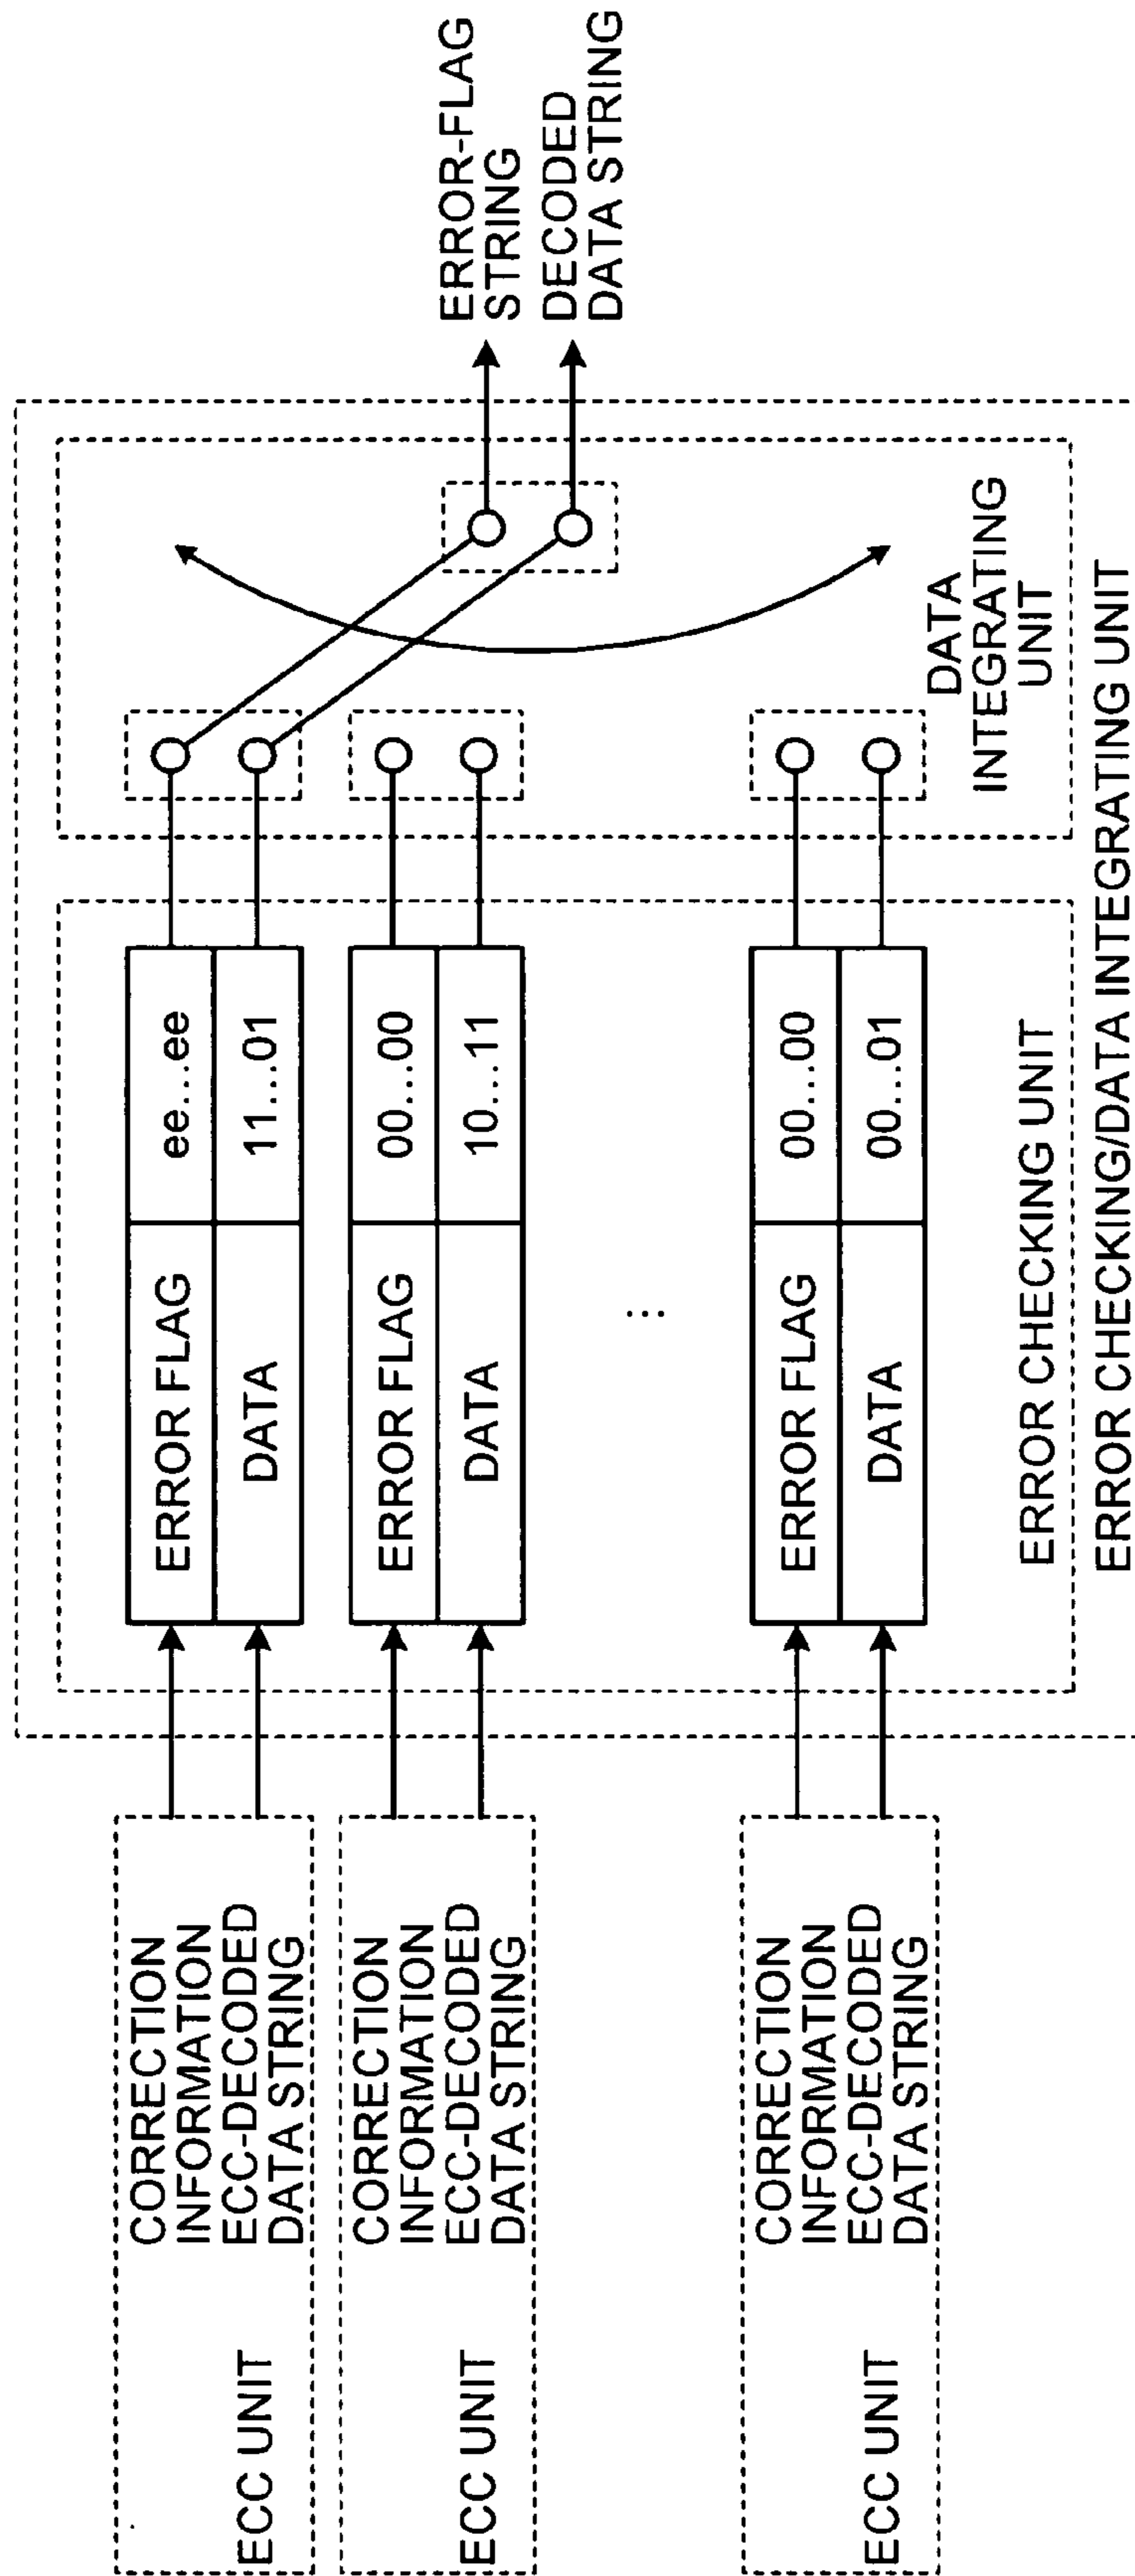 CORRECTION
INFORMATION
ECC-DECODED
DATA STRING
ECC UNIT
CORRECTION
INFORMATION
ECC-DECODED
DATA STRING
ECC UNIT
CORRECTION
INFORMATION
ECC-DECODED
DATA STRING
ECC UNIT
ERROR FLAG
ee...ee
DATA
11...01
ERROR FLAG
00...00
DATA
10...11
...
ERROR FLAG
00...00
DATA
00...01
ERROR CHECKING UNIT
DATA
INTEGRATING
UNIT
ERROR CHECKING/DATA INTEGRATING UNIT
ERROR-FLAG
STRING
DECODED
DATA STRING